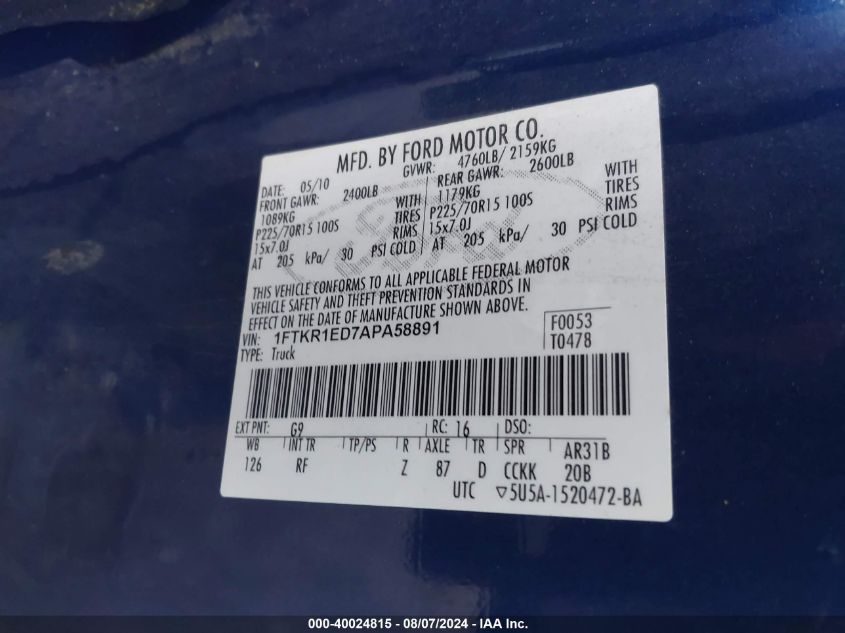 MFD. BY FORD MOTOR CO.
DATE: 05/10 GVWR: 4760LB/ 2159KG
FRONT GAWR: 2400LB REAR GAWR: 2600LB
1089KG WITH 1179KG WITH
P225/70R15 100S TIRES P225/70R15 100S TIRES
15x7.0J RIMS 15x7.0J RIMS
AT 205 kPa/ 30 PSI COLD AT 205 kPa/ 30 PSI COLD
Ford
THIS VEHICLE CONFORMS TO ALL APPLICABLE FEDERAL MOTOR
VEHICLE SAFETY AND THEFT PREVENTION STANDARDS IN
EFFECT ON THE DATE OF MANUFACTURE SHOWN ABOVE.
VIN: 1FTKR1ED7APA58891 F0053
TYPE: Truck T0478
EXT PNT: G9 RC: 16 DSO:
WB INT TR TP/PS R AXLE TR SPR AR31B
126 RF Z 87 D CCKK 20B
UTC ▽5U5A-1520472-BA
000-40024815 - 08/07/2024 - IAA Inc.